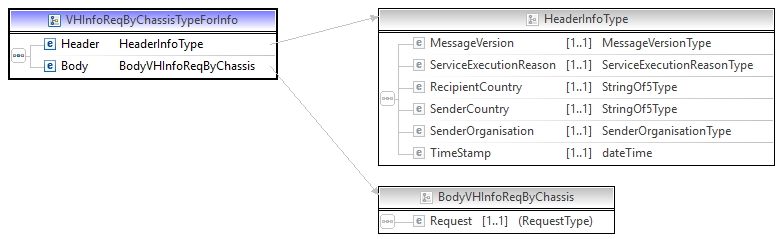 VHInfoReqByChassisTypeForInfo
Header HeaderInfoType
Body BodyVHInfoReqByChassis
HeaderInfoType
MessageVersion [1..1] MessageVersionType
ServiceExecutionReason [1..1] ServiceExecutionReasonType
RecipientCountry [1..1] StringOf5Type
SenderCountry [1..1] StringOf5Type
SenderOrganisation [1..1] SenderOrganisationType
TimeStamp [1..1] dateTime
BodyVHInfoReqByChassis
Request [1..1] (RequestType)